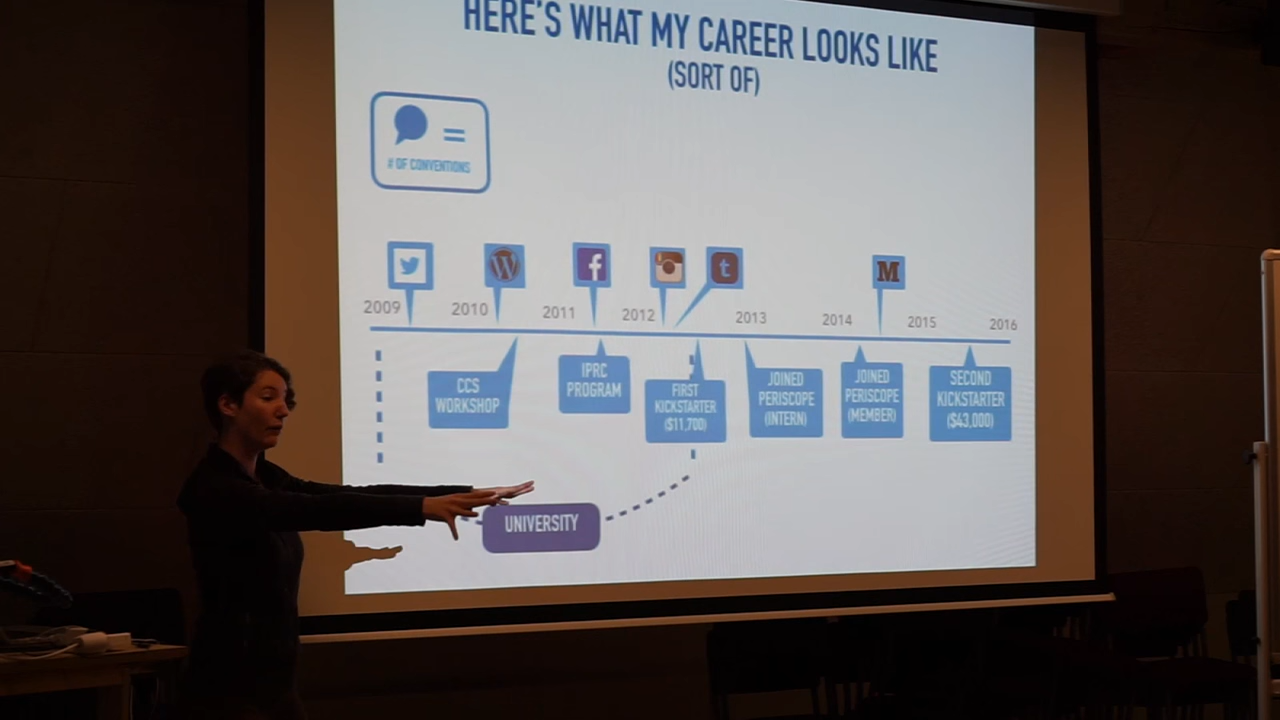 HERE'S WHAT MY CAREER LOOKS LIKE
(SORT OF)
=
# OF CONVENTIONS
2009
2010
2011
2012
2013
2014
2015
2016
CCS
WORKSHOP
IPRC
PROGRAM
FIRST
KICKSTARTER
($11,700)
JOINED
PERISCOPE
(INTERN)
JOINED
PERISCOPE
(MEMBER)
SECOND
KICKSTARTER
($43,000)
UNIVERSITY